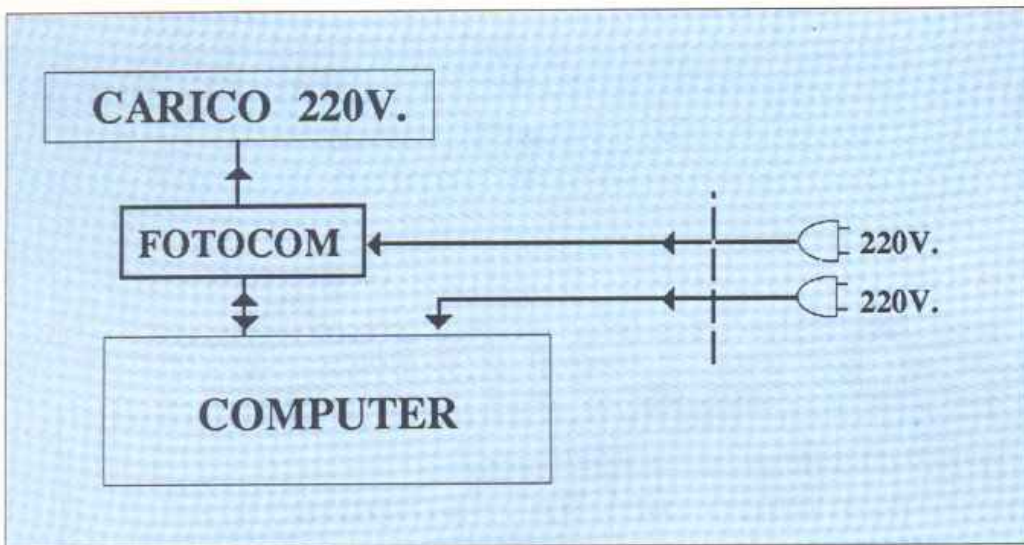 CARICO 220V.
FOTOCOM
220V.
220V.
COMPUTER